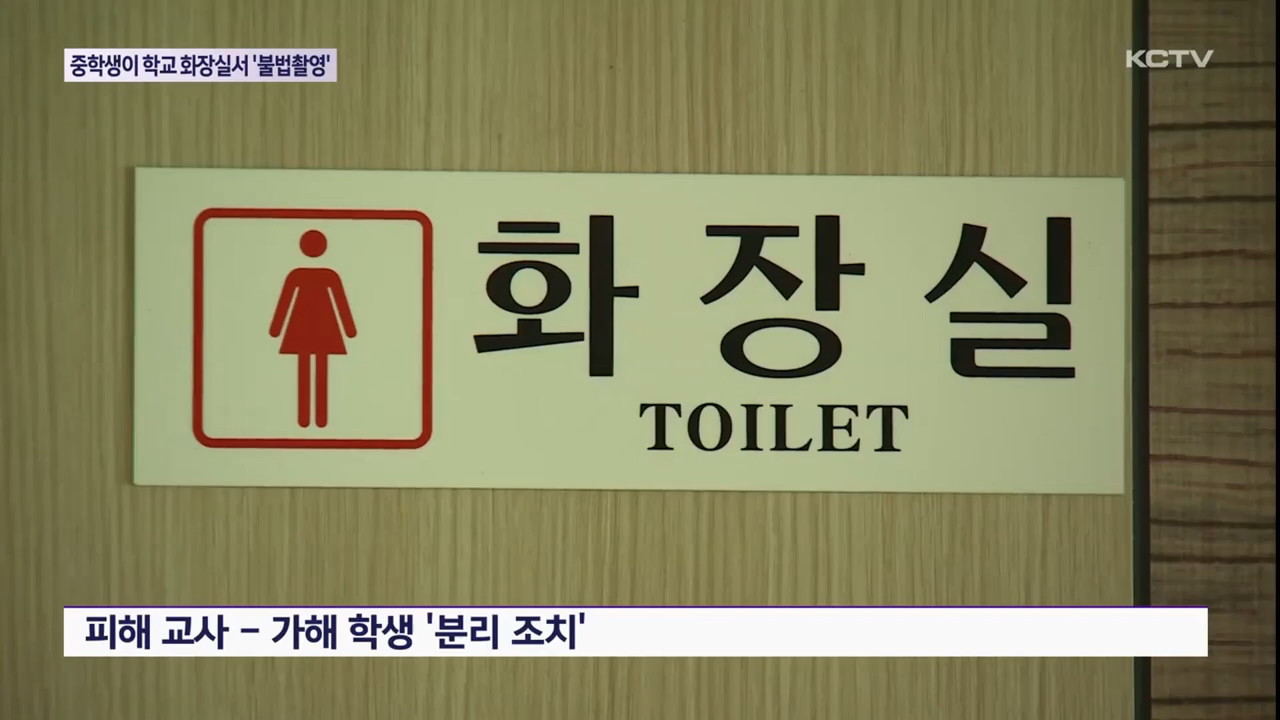 중학생이 학교 화장실서 '불법촬영'
KCTV
화장실
TOILET
피해 교사 - 가해 학생 '분리 조치'